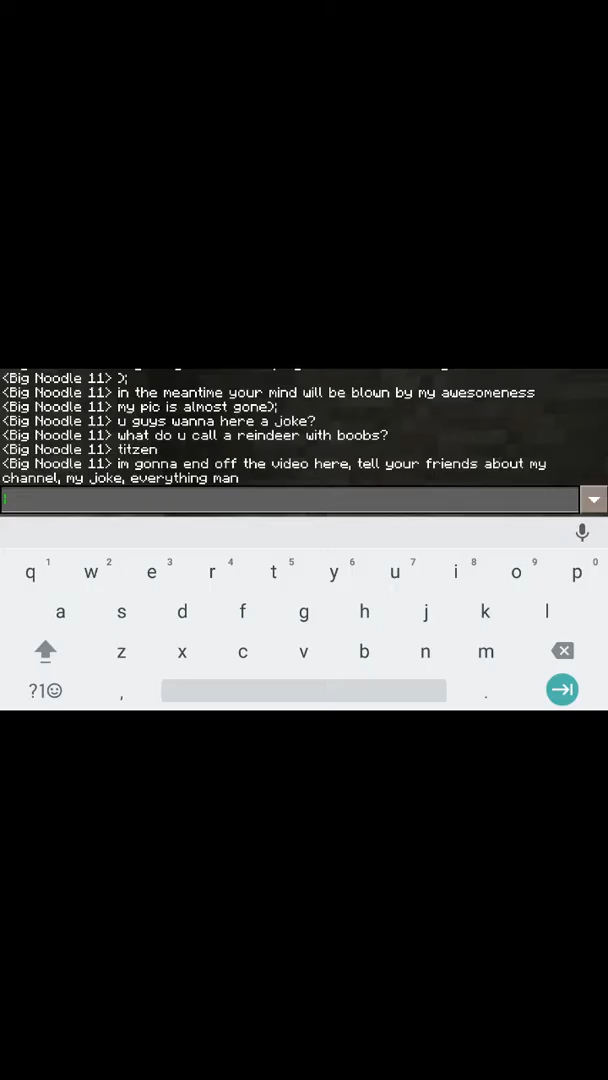 <Big Noodle 11> );
<Big Noodle 11> in the meantime your mind will be blown by my awesomeness
<Big Noodle 11> my pic is almost gone);
<Big Noodle 11> u guys wanna here a joke?
<Big Noodle 11> what do u call a reindeer with boobs?
<Big Noodle 11> titzen
<Big Noodle 11> im gonna end off the video here, tell your friends about my
channel, my joke, everything man
q 1 w 2 e 3 r 4 t 5 y 6 u 7 i 8 o 9 p 0
a s d f g h j k l
z x c v b n m
?1☺ , .